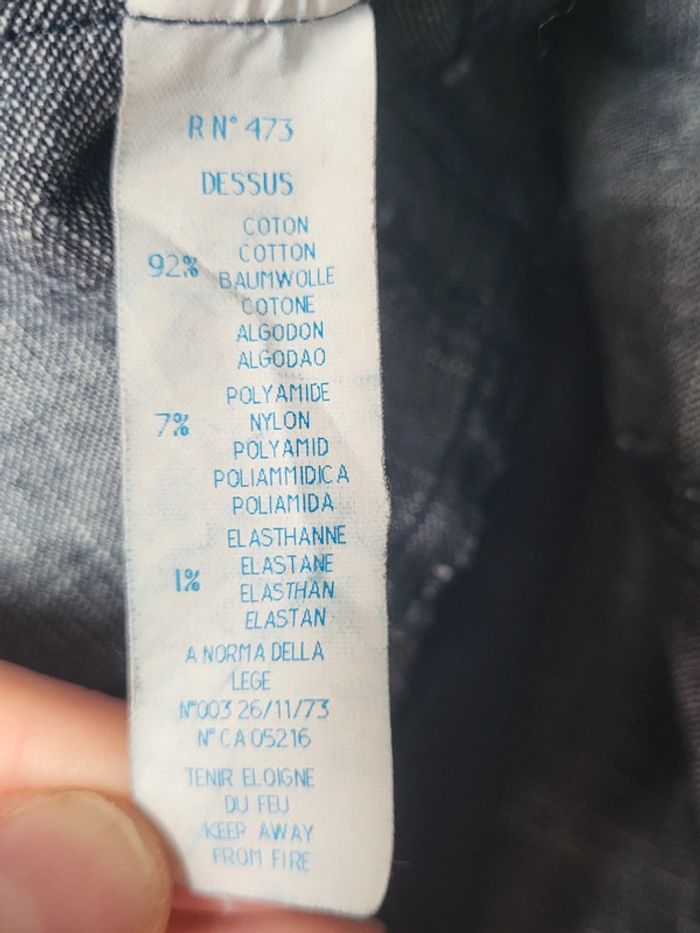 R N° 473
DESSUS
COTON
92% COTTON
BAUMWOLLE
COTONE
ALGODON
ALGODAO
POLYAMIDE
7% NYLON
POLYAMID
POLIAMMIDICA
POLIAMIDA
ELASTHANNE
1% ELASTANE
ELASTHAN
ELASTAN
A NORMA DELLA
LEGE
N°003 26/11/73
N° CA 05216
TENIR ELOIGNE
DU FEU
KEEP AWAY
FROM FIRE